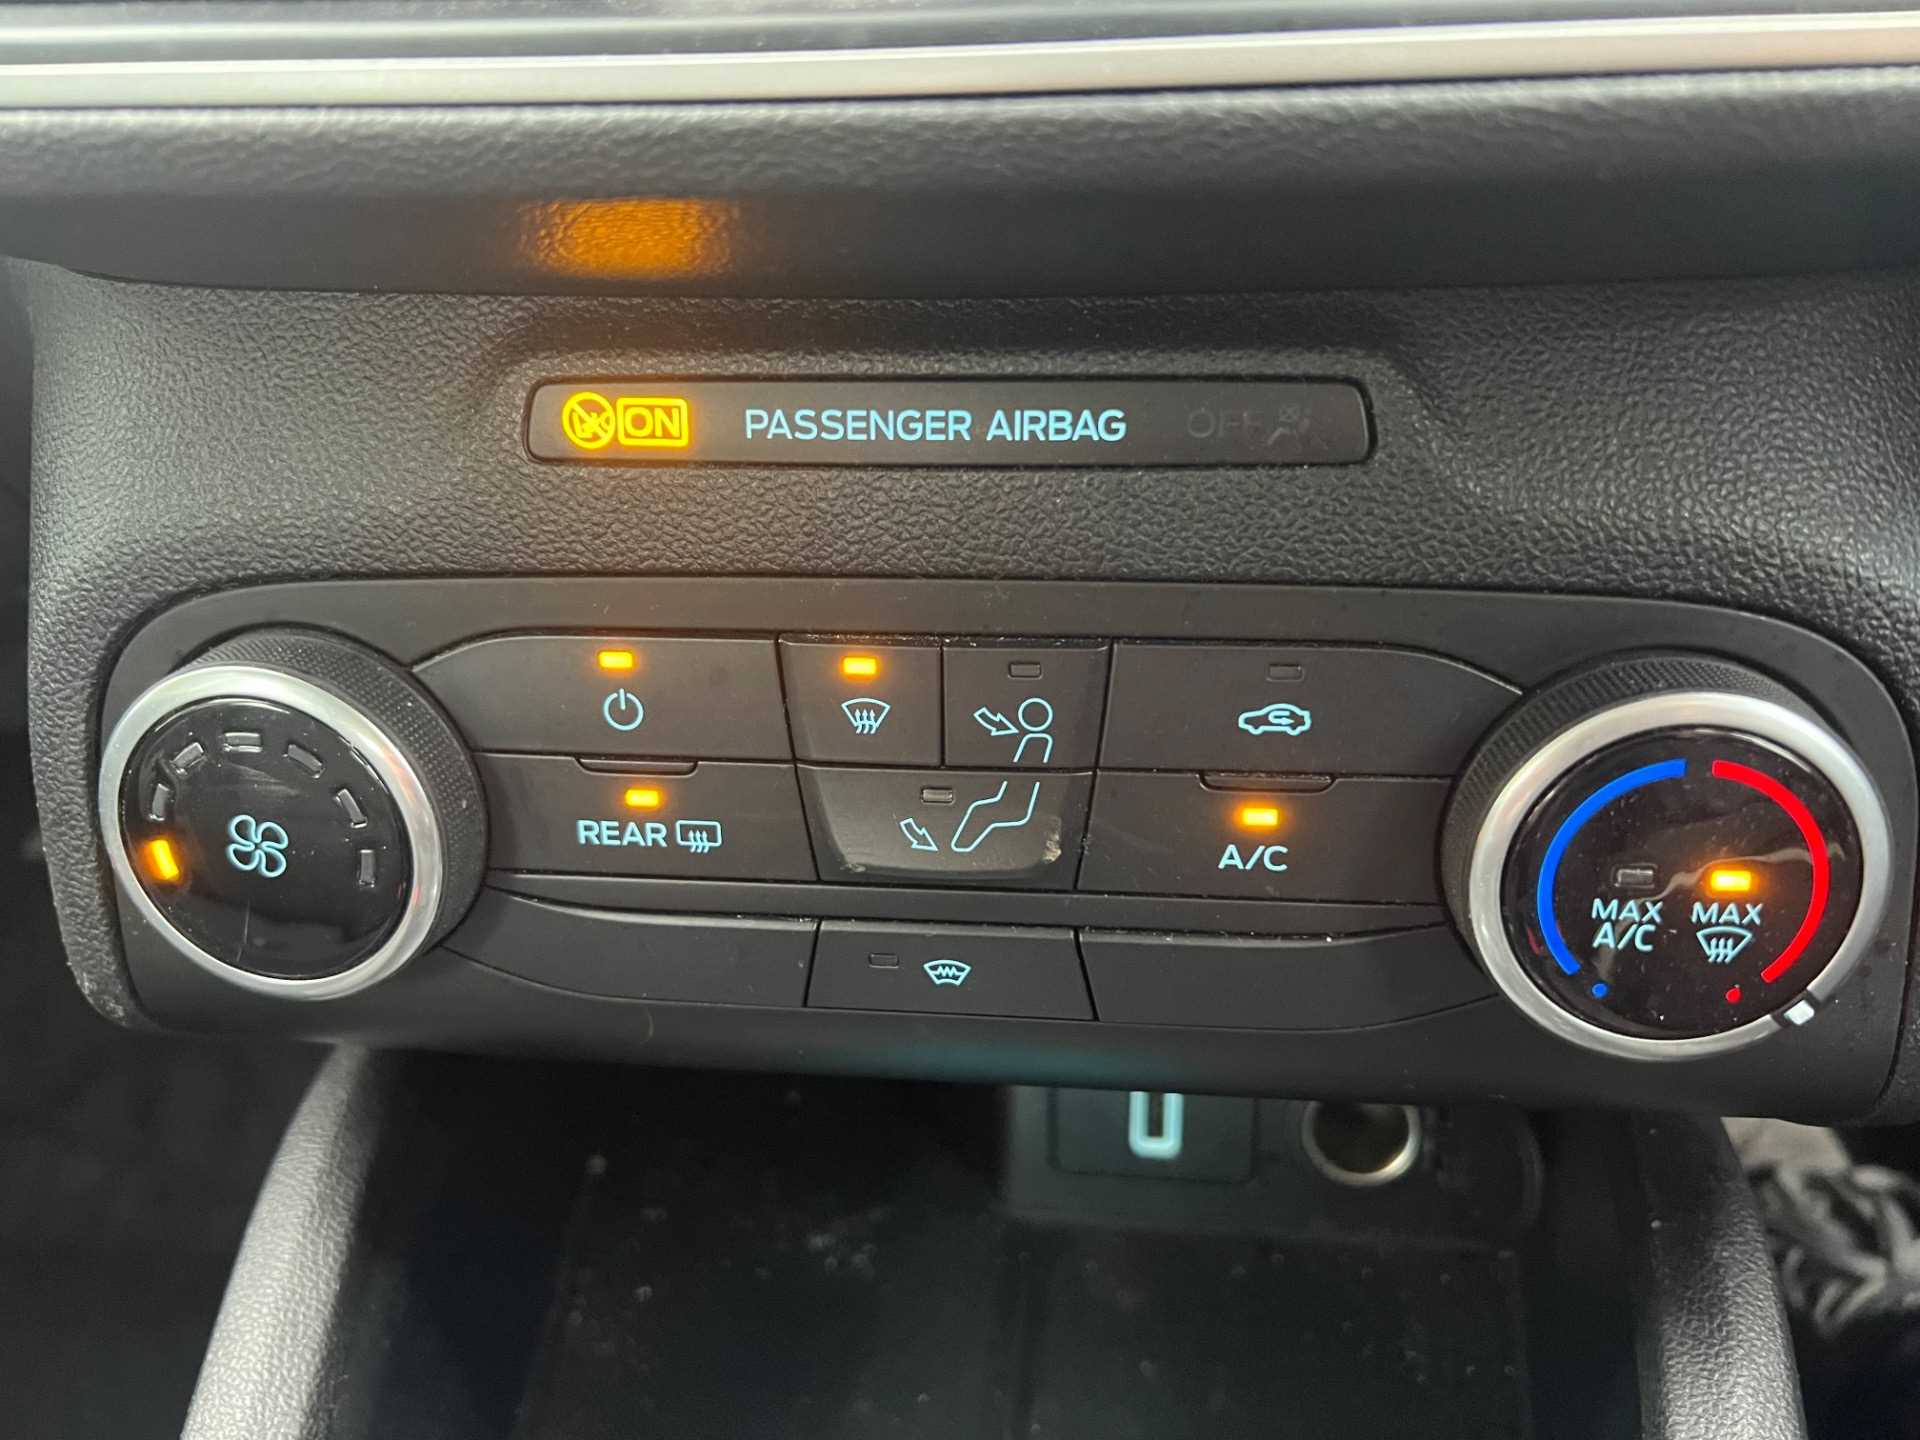 ON PASSENGER AIRBAG OFF
REAR
A/C
MAX
A/C
MAX